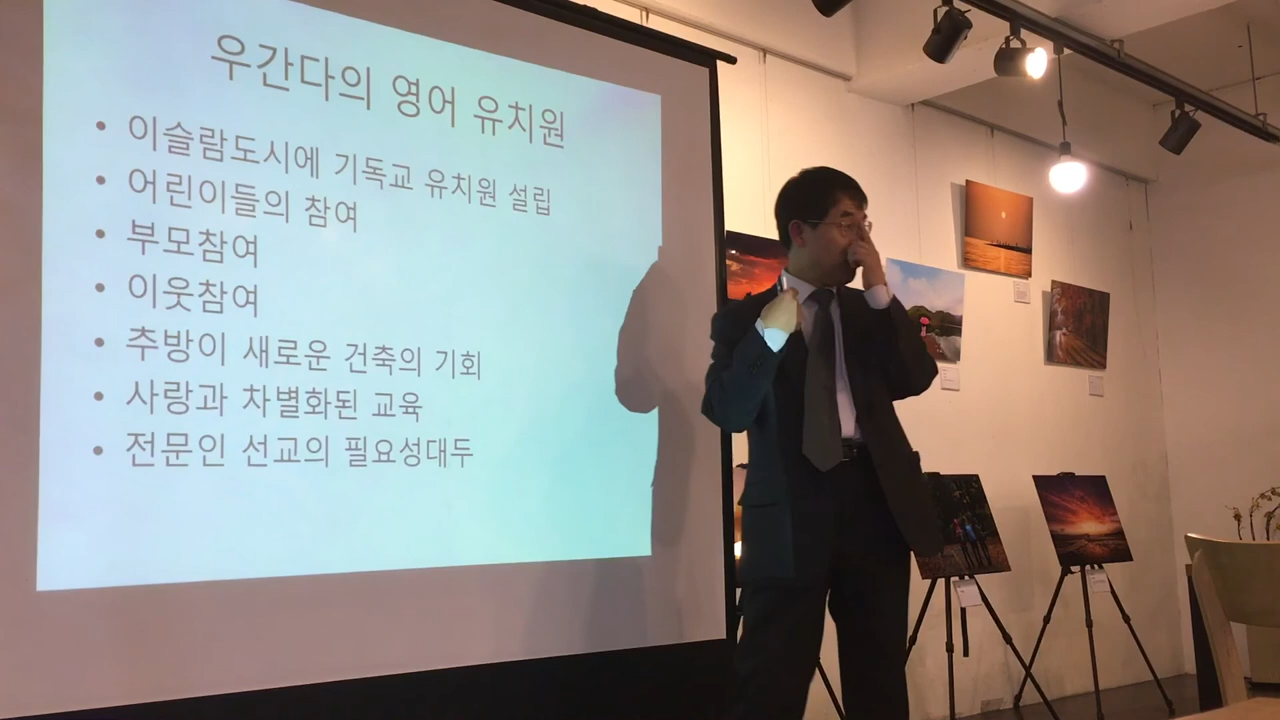 우간다의 영어 유치원
• 이슬람도시에 기독교 유치원 설립
• 어린이들의 참여
• 부모참여
• 이웃참여
• 추방이 새로운 건축의 기회
• 사랑과 차별화된 교육
• 전문인 선교의 필요성대두